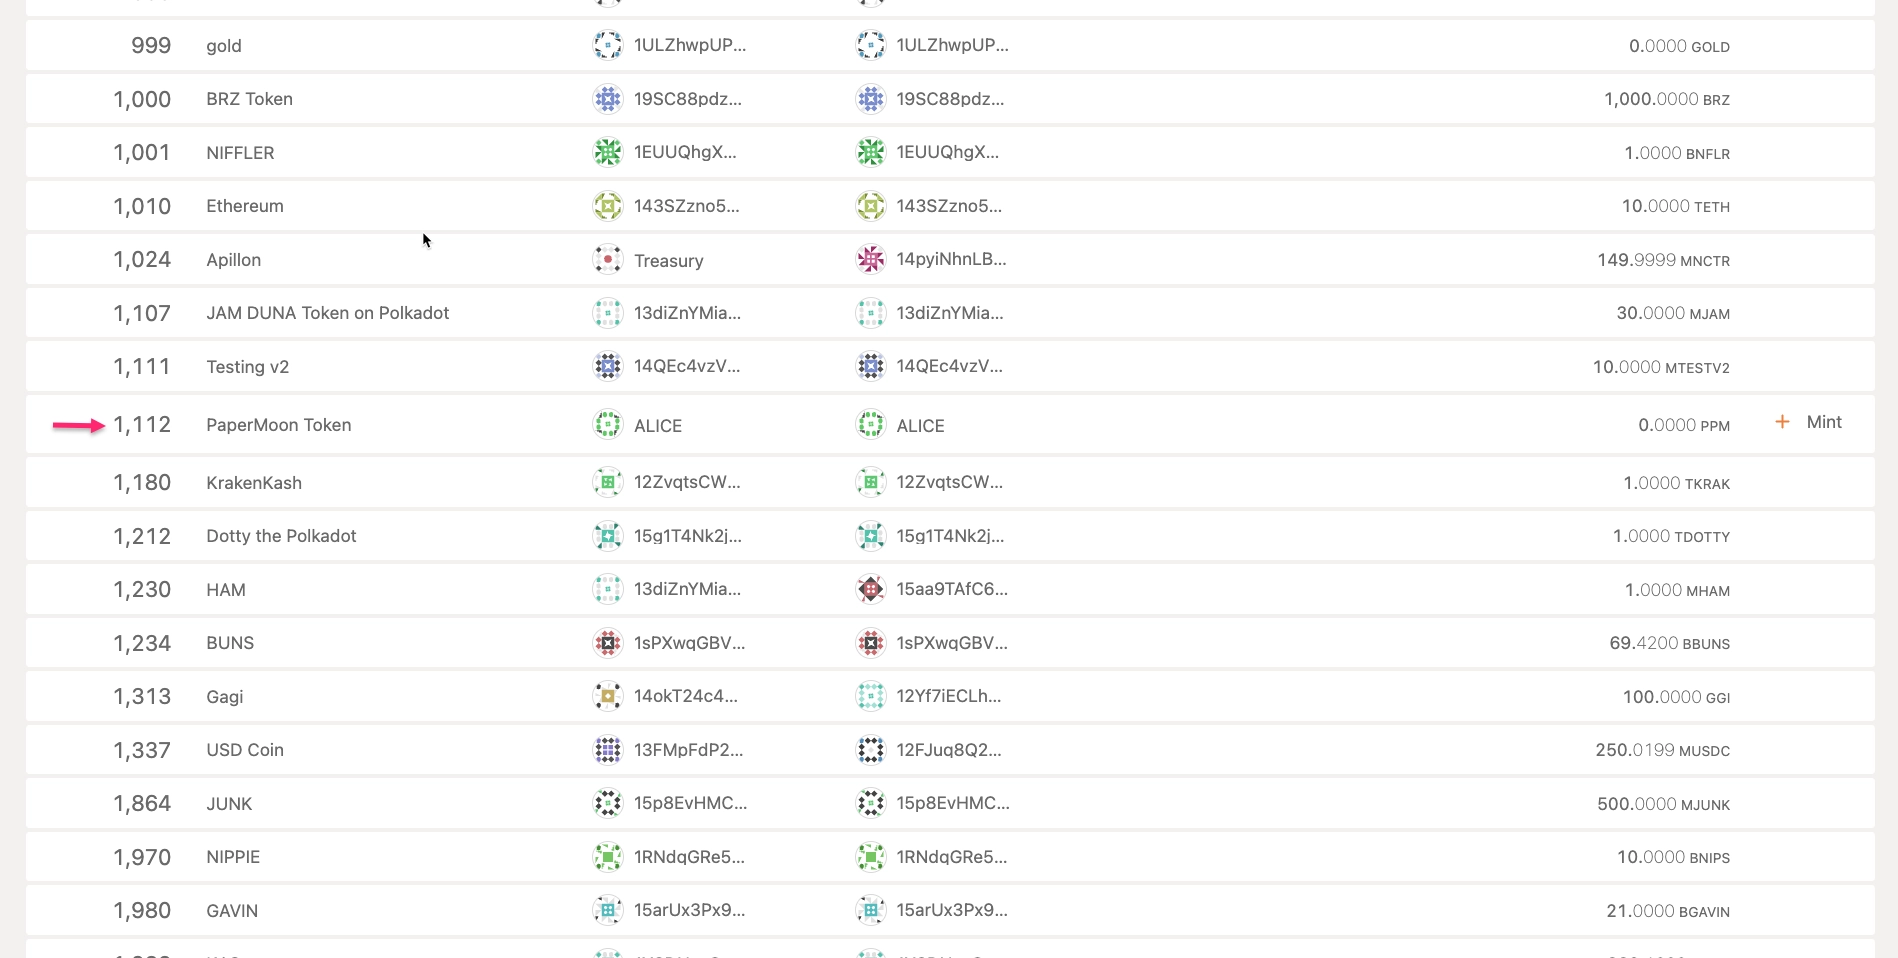 999 gold 1ULZhwpUP... 1ULZhwpUP... 0.0000 GOLD
1,000 BRZ Token 19SC88pdz... 19SC88pdz... 1,000.0000 BRZ
1,001 NIFFLER 1EUUQhgX... 1EUUQhgX... 1.0000 BNFLR
1,010 Ethereum 143SZzno5... 143SZzno5... 10.0000 TETH
1,024 Apillon Treasury 14pyiNhnLB... 149.9999 MNCTR
1,107 JAM DUNA Token on Polkadot 13diZnYMia... 13diZnYMia... 30.0000 MJAM
1,111 Testing v2 14QEc4vzV... 14QEc4vzV... 10.0000 MTESTV2
1,112 PaperMoon Token ALICE ALICE 0.0000 PPM + Mint
1,180 KrakenKash 12ZvqtsCW... 12ZvqtsCW... 1.0000 TKRAK
1,212 Dotty the Polkadot 15g1T4Nk2j... 15g1T4Nk2j... 1.0000 TDOTTY
1,230 HAM 13diZnYMia... 15aa9TAfC6... 1.0000 MHAM
1,234 BUNS 1sPXwqGBV... 1sPXwqGBV... 69.4200 BBUNS
1,313 Gagi 14okT24c4... 12Yf7iECLh... 100.0000 GGI
1,337 USD Coin 13FMpFdP2... 12FJuq8Q2... 250.0199 MUSDC
1,864 JUNK 15p8EvHMC... 15p8EvHMC... 500.0000 MJUNK
1,970 NIPPIE 1RNdqGRe5... 1RNdqGRe5... 10.0000 BNIPS
1,980 GAVIN 15arUx3Px9... 15arUx3Px9... 21.0000 BGAVIN